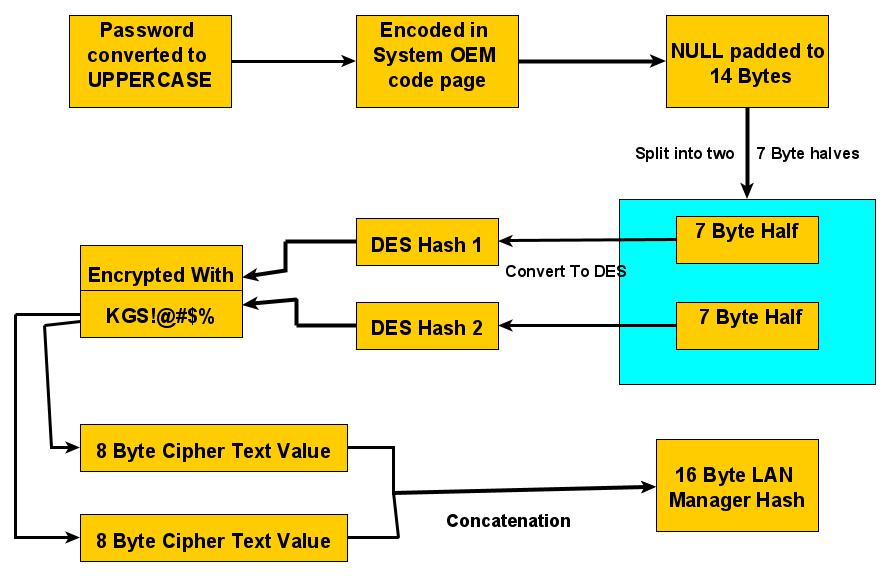 Password
converted to
UPPERCASE
Encoded in
System OEM
code page
NULL padded to
14 Bytes
Split into two
7 Byte halves
7 Byte Half
DES Hash 1
Convert To DES
Encrypted With
KGS!@#$%
DES Hash 2
7 Byte Half
8 Byte Cipher Text Value
16 Byte LAN
Manager Hash
Concatenation
8 Byte Cipher Text Value